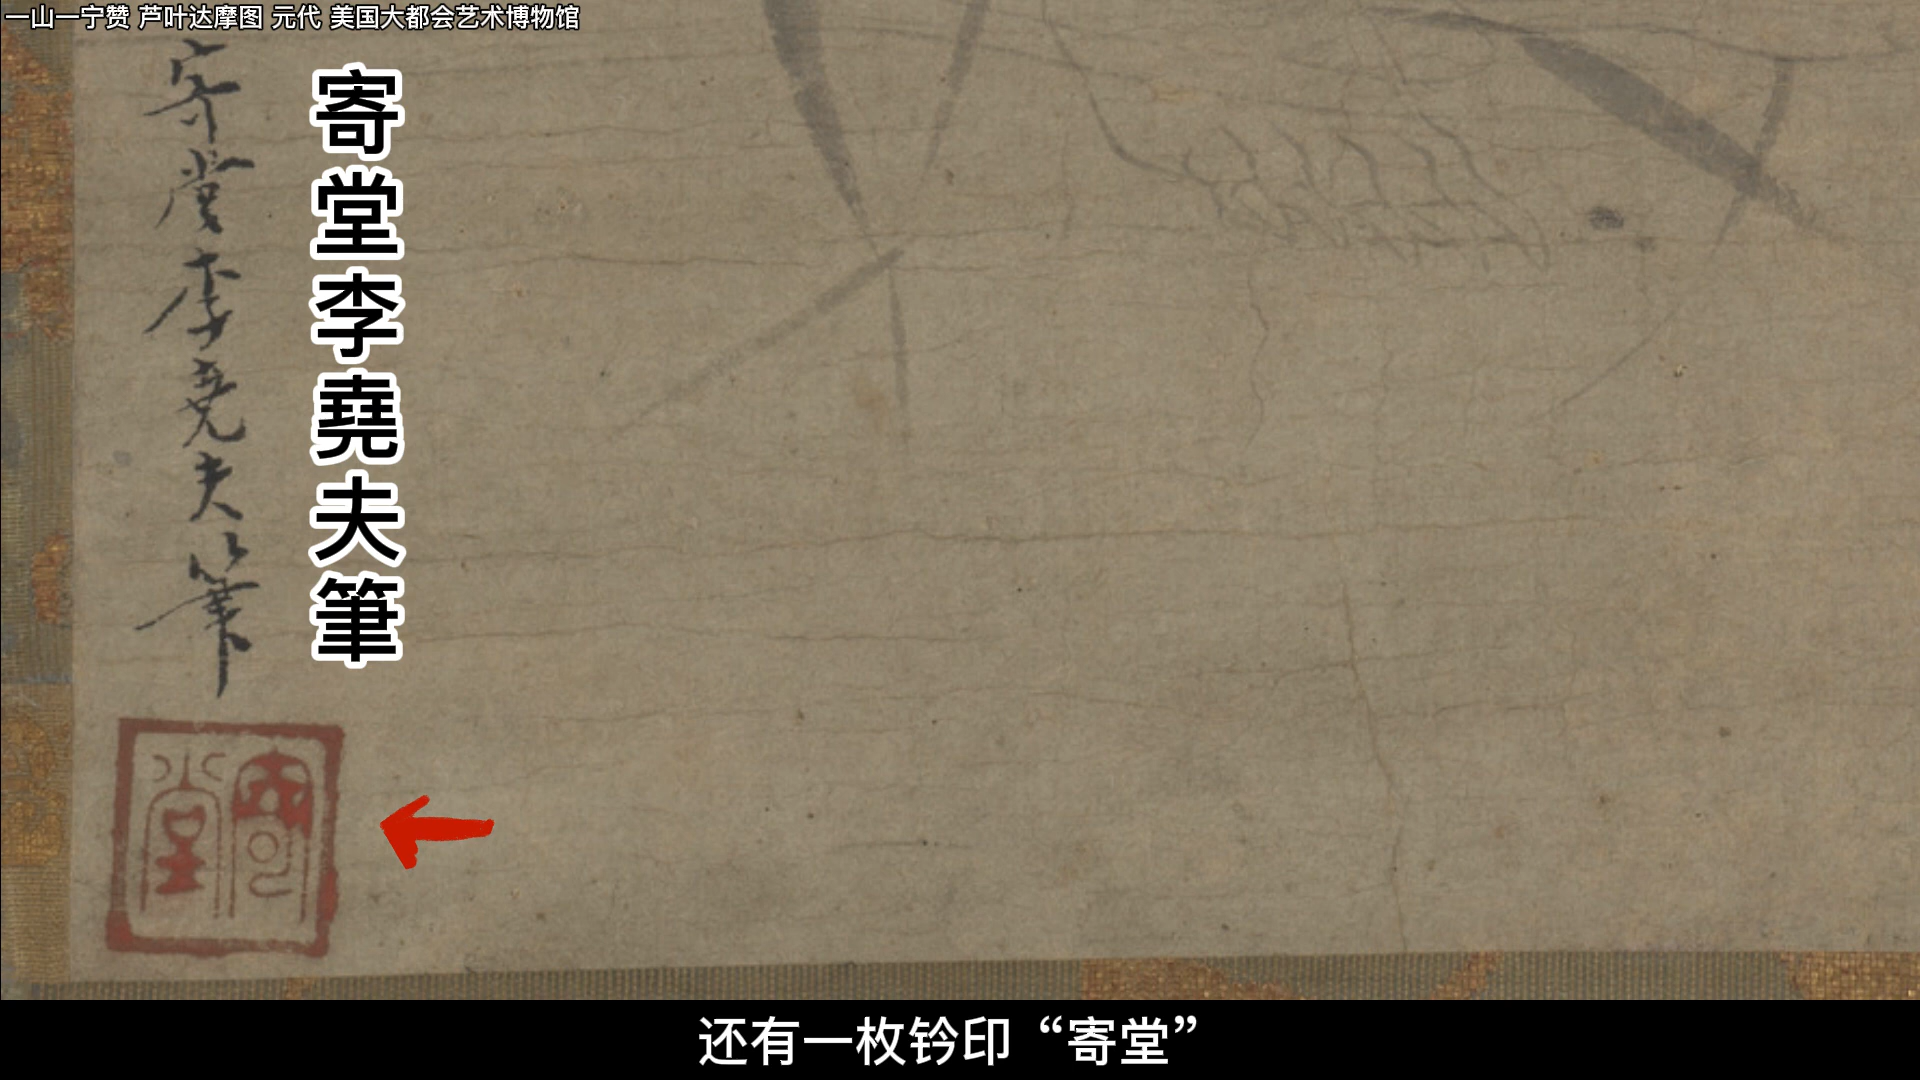 一山一宁赞 芦叶达摩图 元代 美国大都会艺术博物馆
寄堂李堯夫筆
寄堂李堯夫筆
寄堂
还有一枚钤印“寄堂”